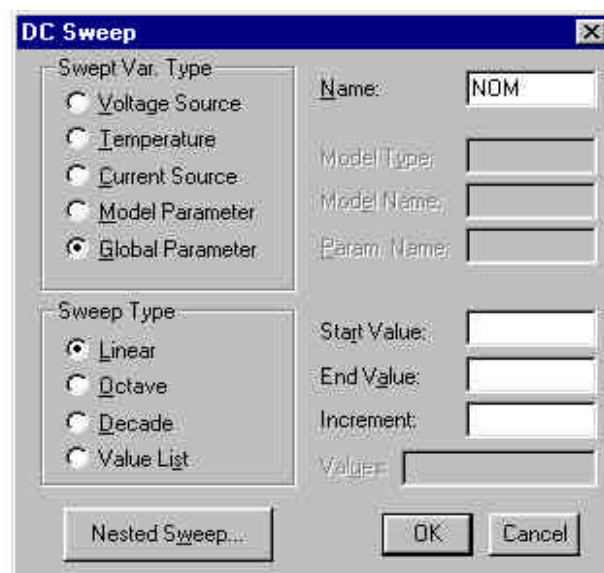 DC Sweep
Swept Var. Type
Voltage Source
Temperature
Current Source
Model Parameter
Global Parameter
Name: NOM
Model Type:
Model Name:
Param. Name:
Sweep Type
Linear
Octave
Decade
Value List
Start Value:
End Value:
Increment:
Values:
Nested Sweep...
OK
Cancel